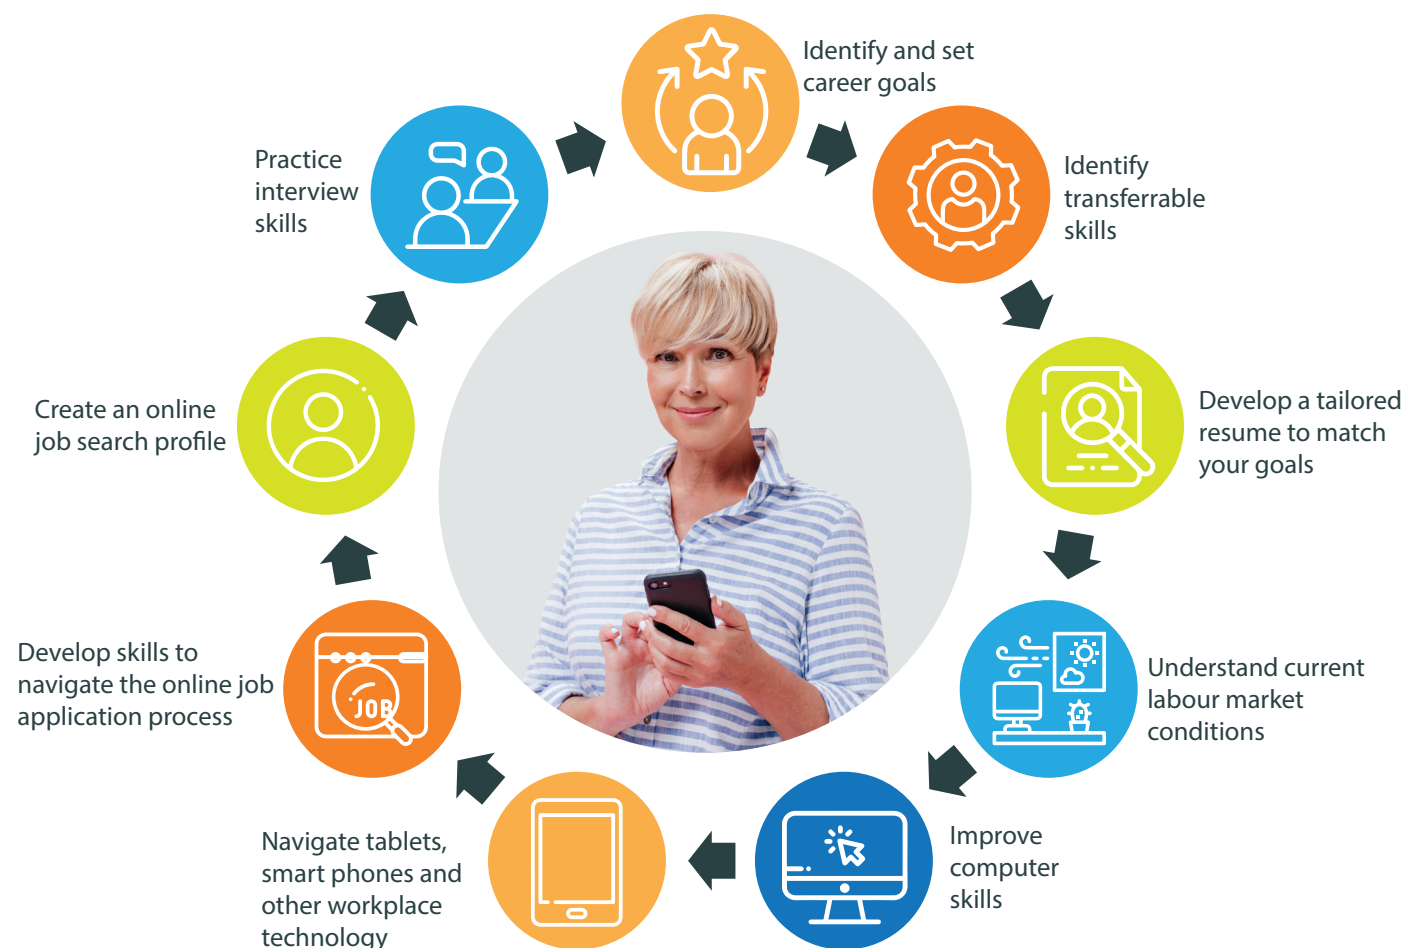 Identify and set
career goals
Identify
transferrable
skills
Develop a tailored
resume to match
your goals
Understand current
labour market
conditions
Improve
computer
skills
Navigate tablets,
smart phones and
other workplace
technology
Develop skills to
navigate the online job
application process
JOB
Create an online
job search profile
Practice
interview
skills